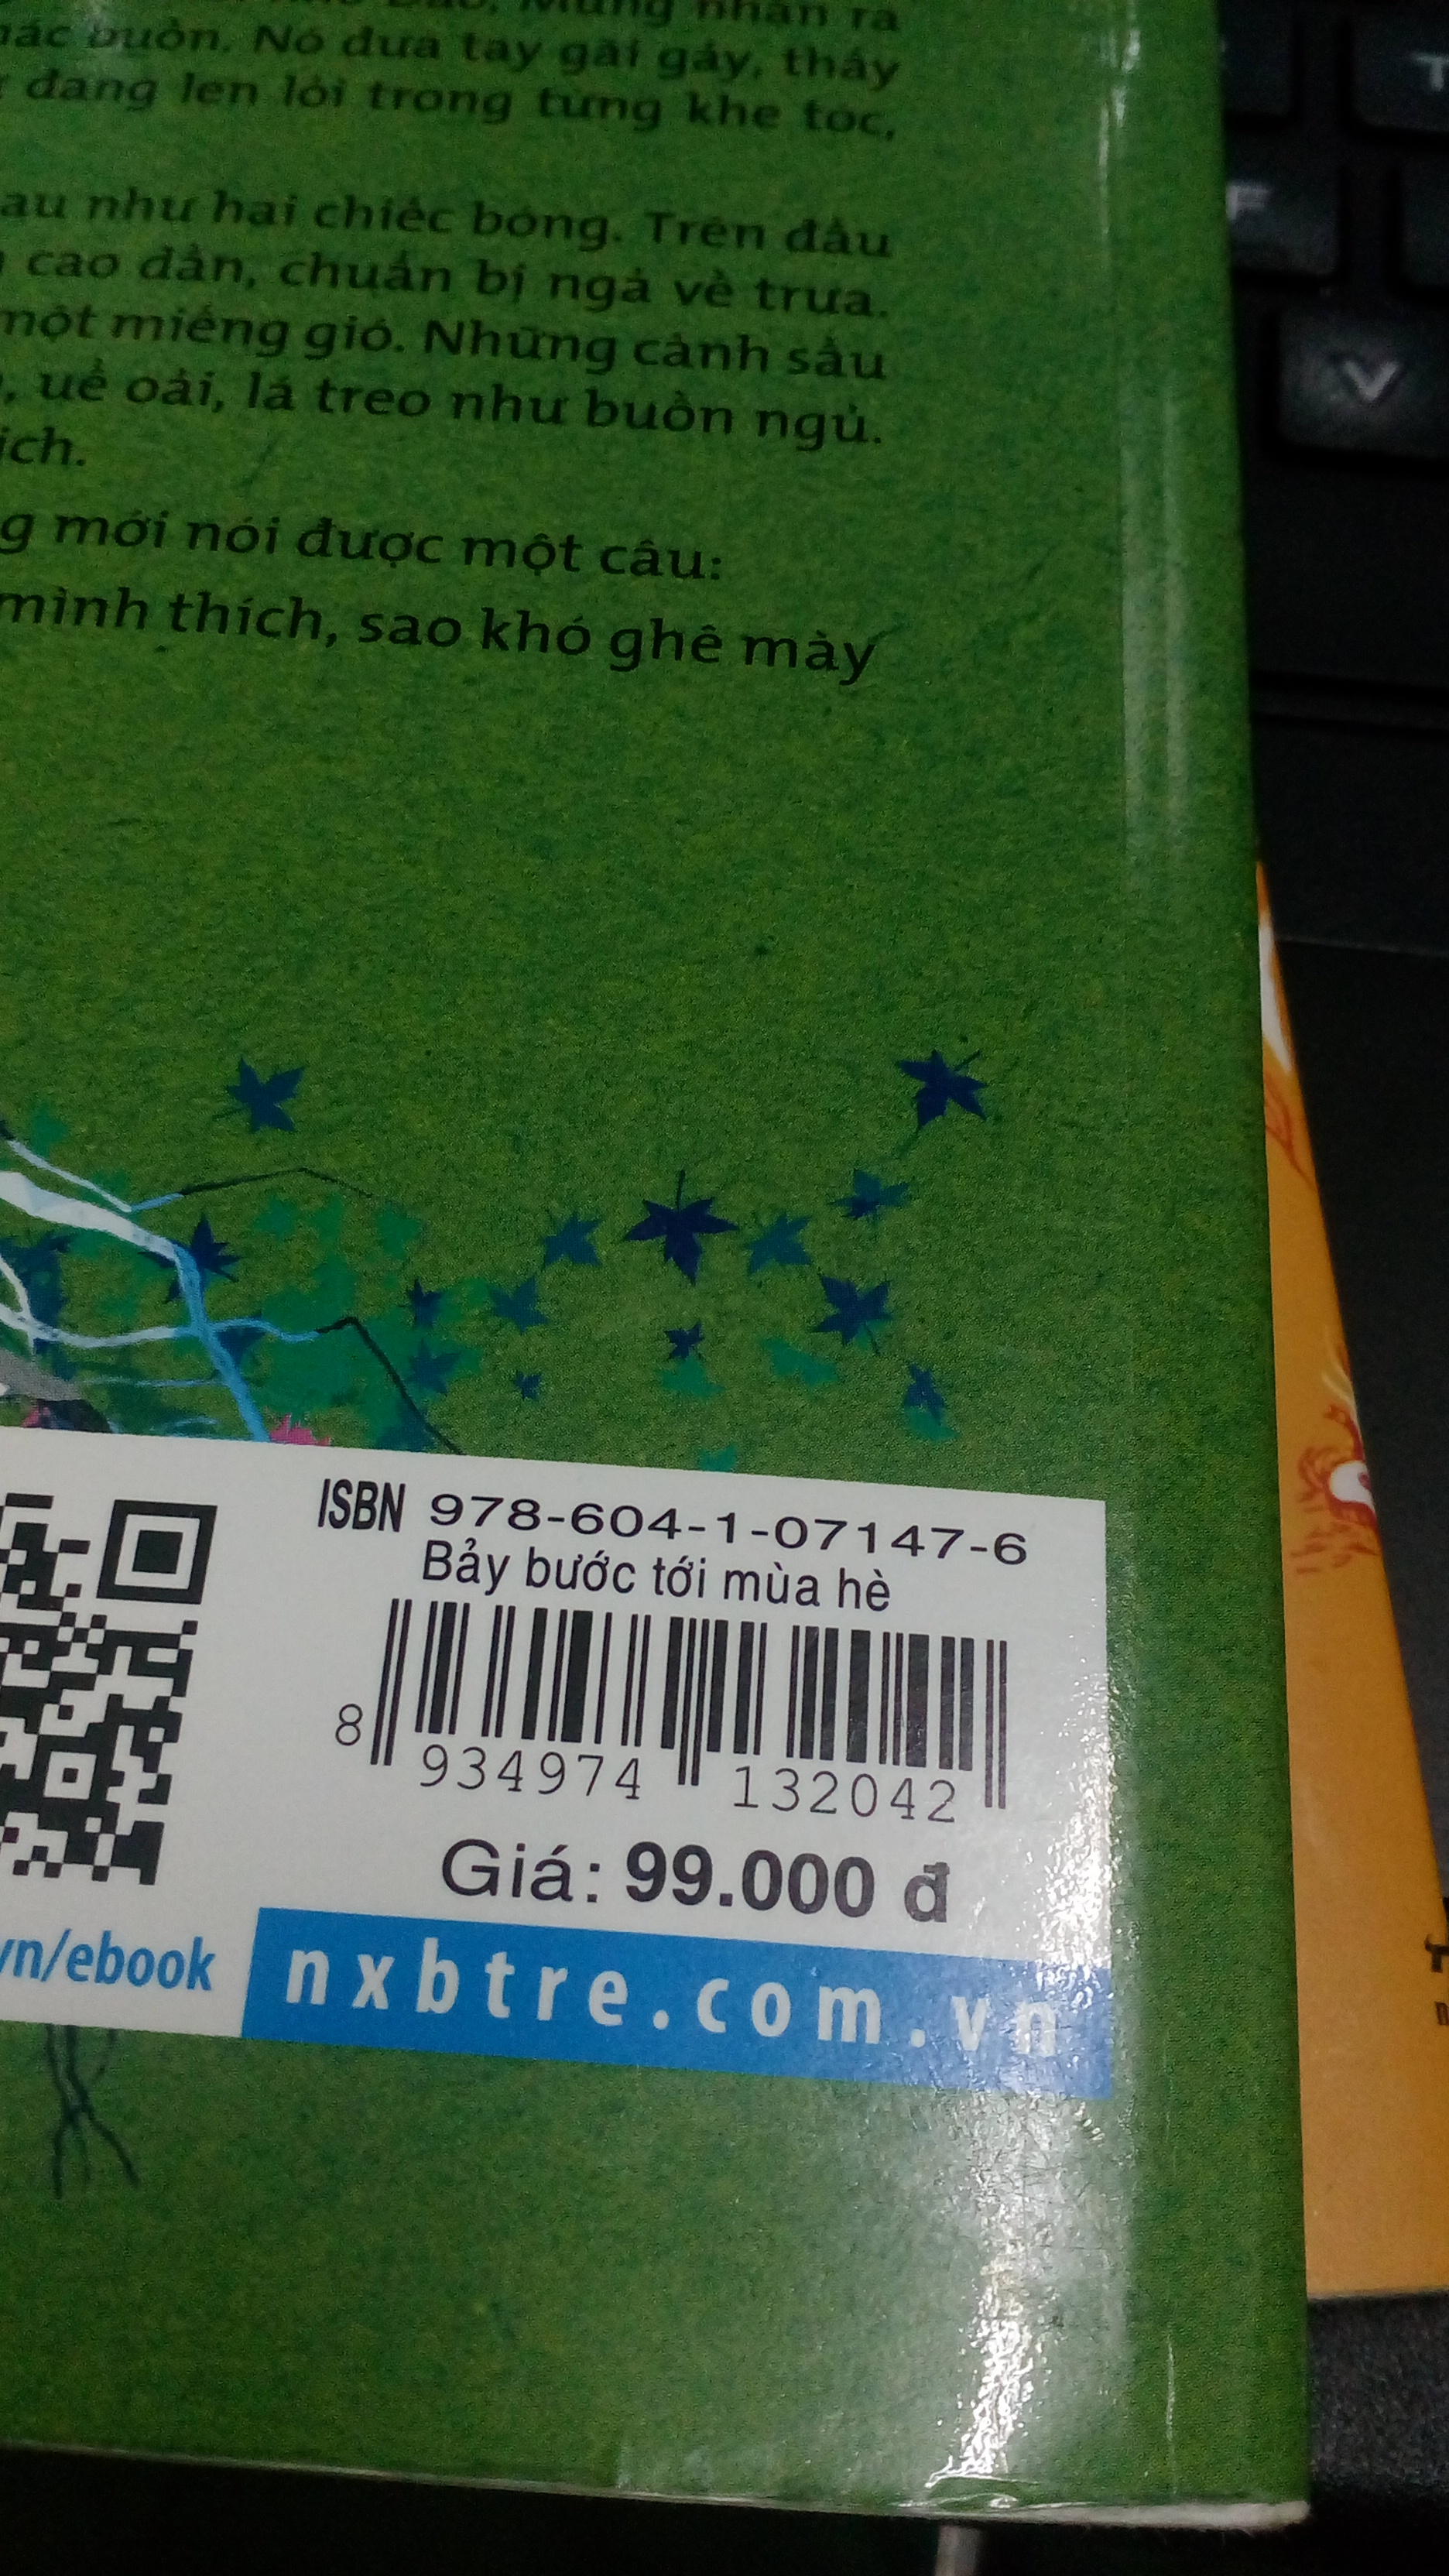 nhận ra
buồn. Nó đưa tay gãi gáy, thấy
đang len lỏi trong từng khe tóc,
như hai chiếc bóng. Trên đầu
cao dần, chuẩn bị ngả về trưa.
một miếng gió. Những cành sầu
uể oải, lá treo như buồn ngủ.
ich.
mới nói được một câu:
mình thích, sao khó ghê mày
ISBN 978-604-1-07147-6
Bảy bước tới mùa hè
8 934974 132042
Giá: 99.000 đ
vn/ebook
nxbtre.com.vn
F
V